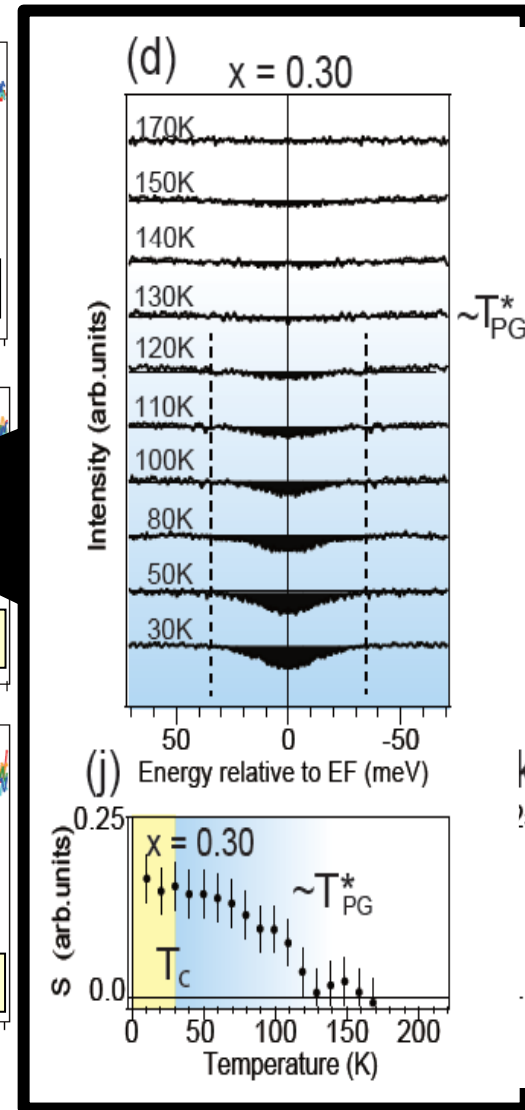 (d)
x = 0.30
170K
150K
140K
130K
~T*PG
120K
110K
100K
80K
50K
30K
Intensity (arb.units)
50 0 -50
Energy relative to EF (meV)
(j)
0.25
x = 0.30
~T*PG
Tc
S (arb.units)
0.0
0 50 100 150 200
Temperature (K)